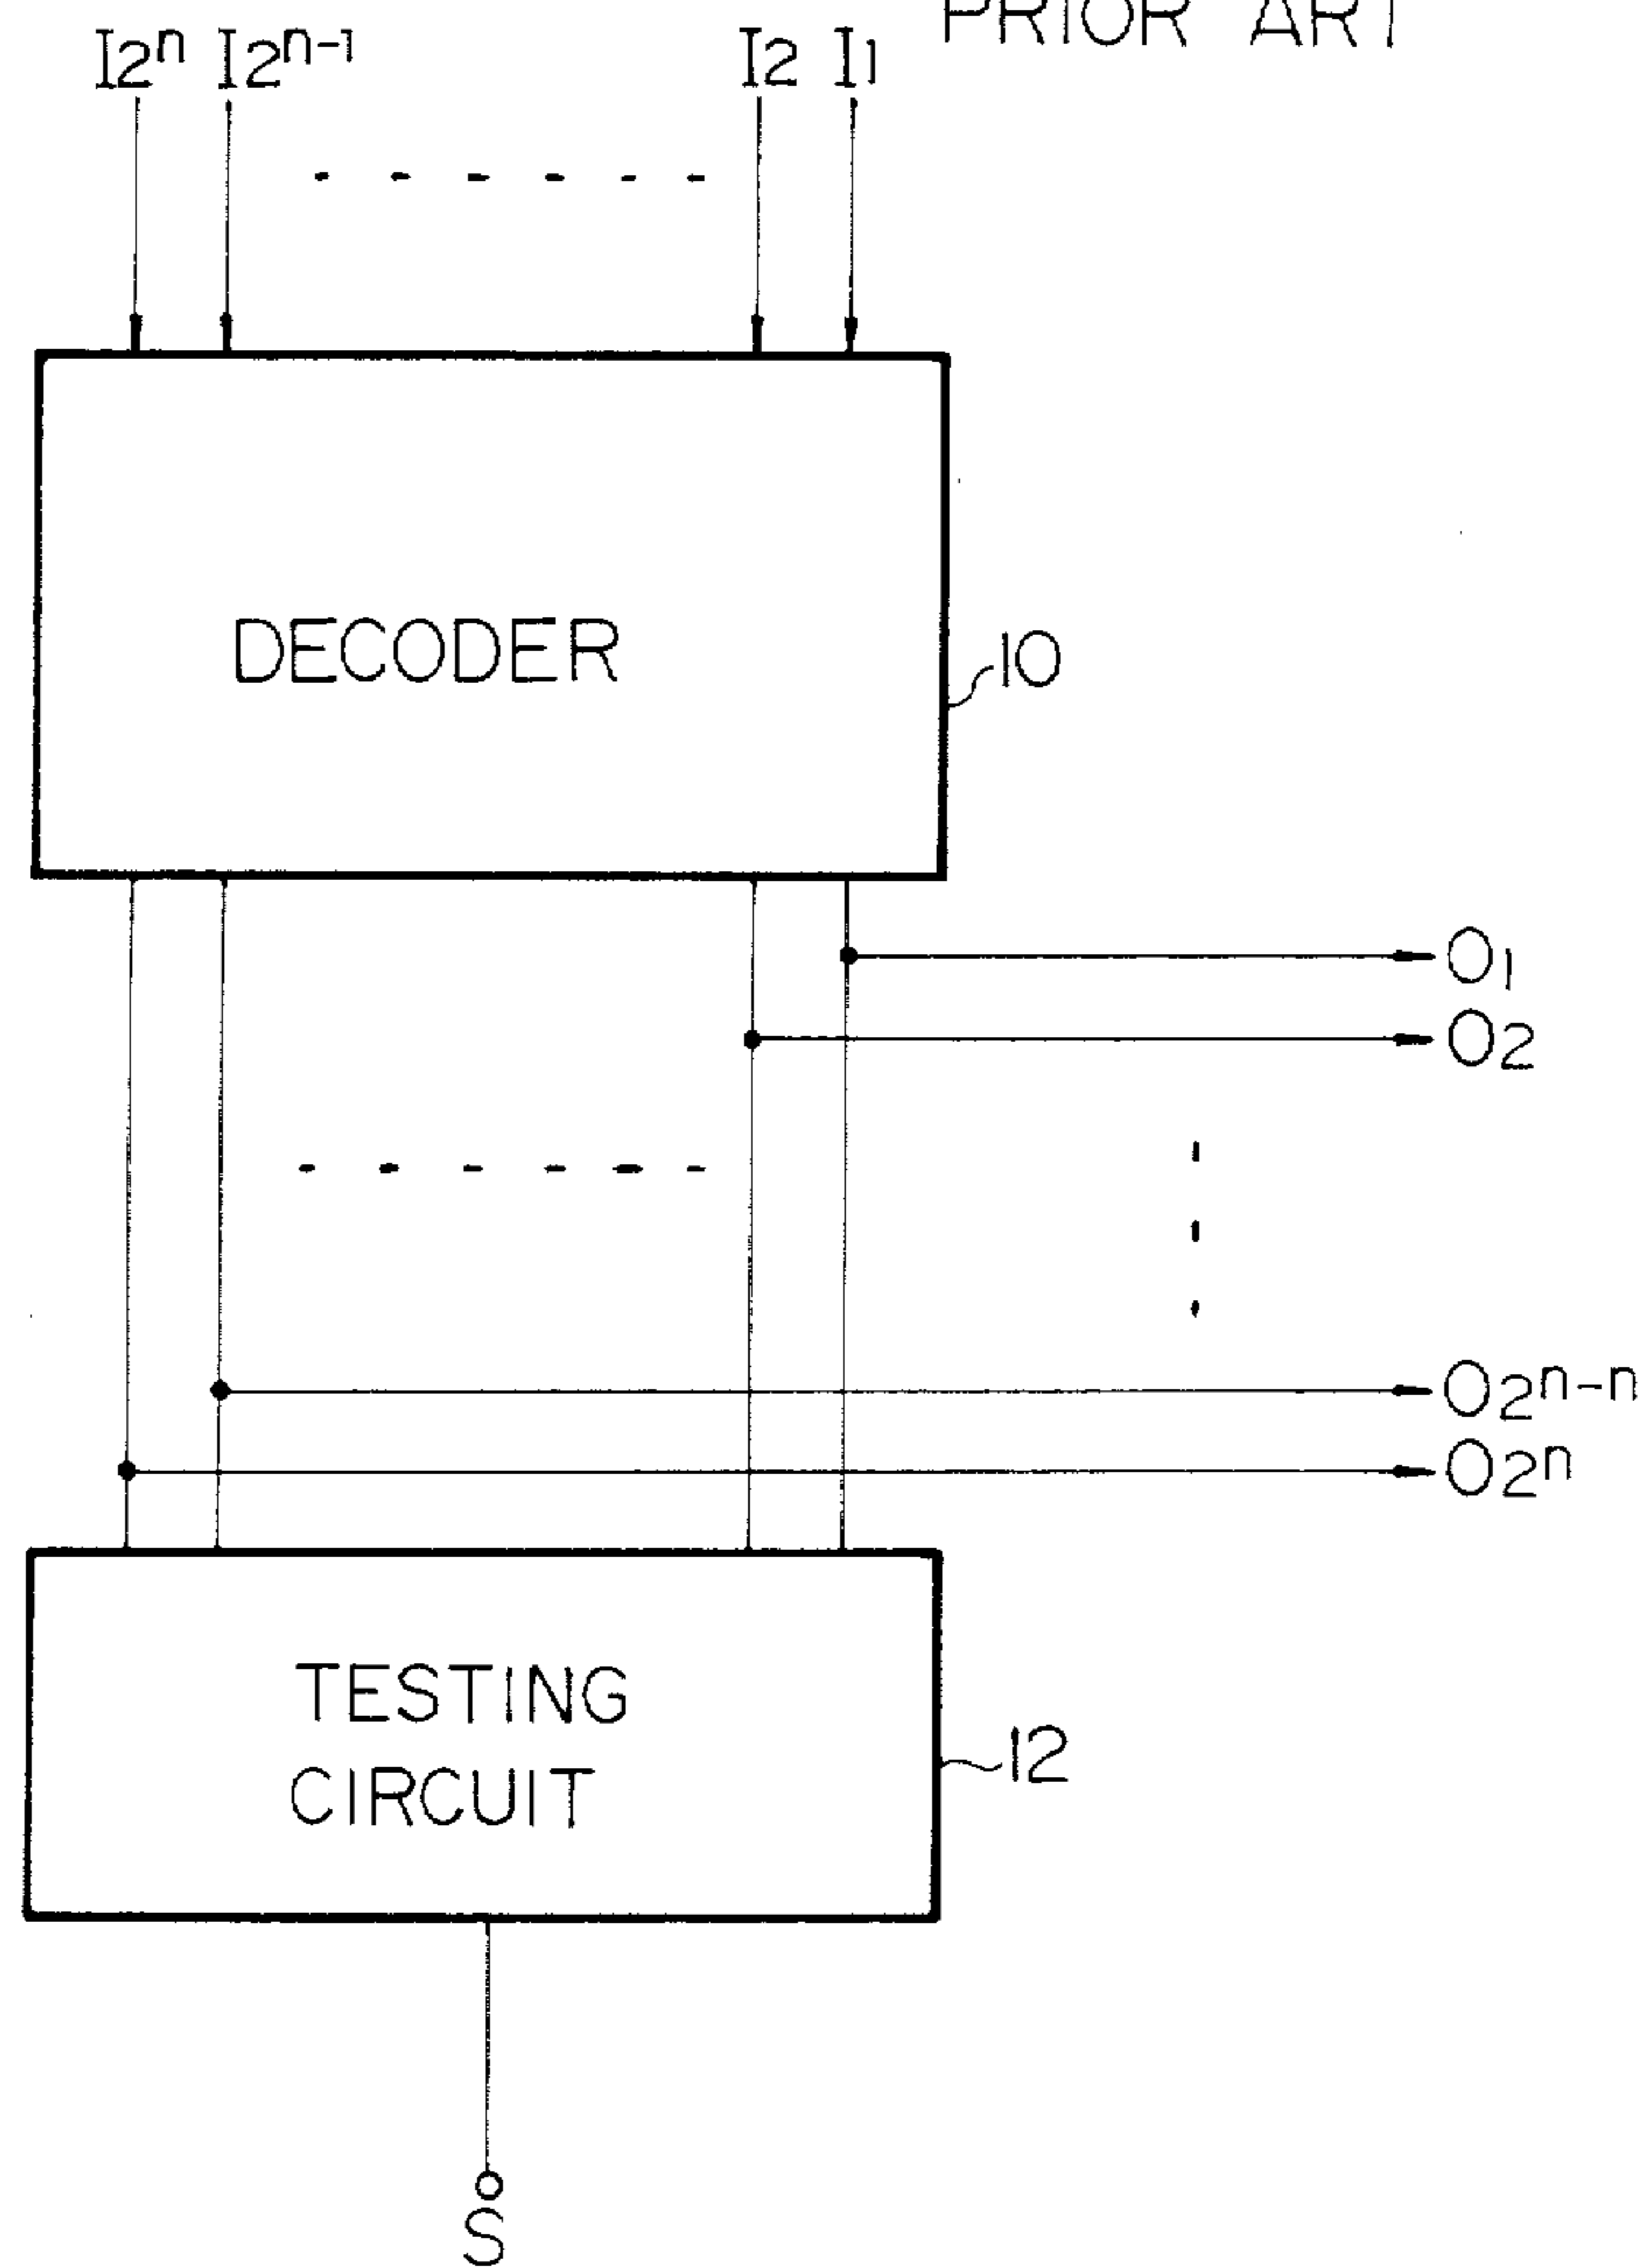 PRIOR ART
I2ⁿ I2ⁿ⁻¹ I2 I1
DECODER
10
O1
O2
O2ⁿ⁻ⁿ
O2ⁿ
TESTING
CIRCUIT
12
S